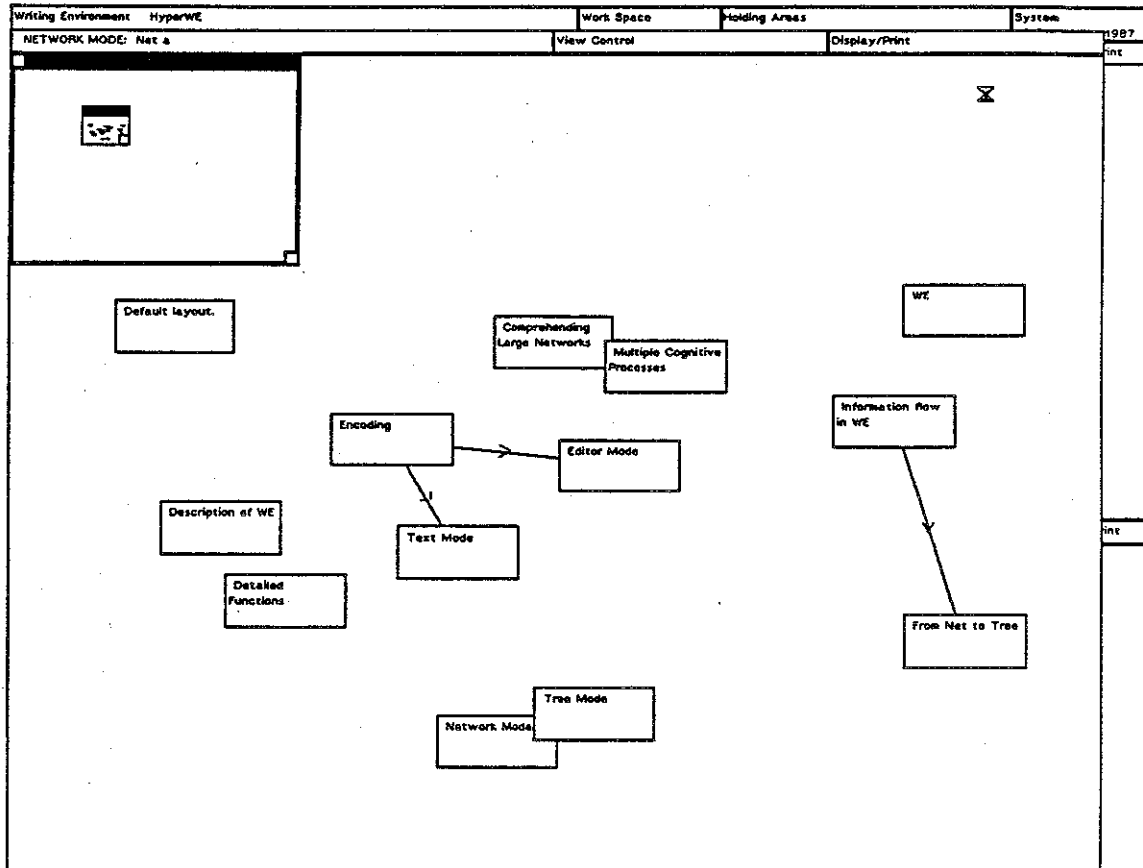 Writing Environment HyperWE
Work Space
Holding Areas
System
NETWORK MODE: Net a
View Control
Display/Print
1987
int
Default layout.
Comprehending
Large Networks
Multiple Cognitive
Processes
WE
Encoding
Editor Mode
Information flow
in WE
Description of WE
Text Mode
int
Detailed
Functions
From Net to Tree
Tree Mode
Network Mode